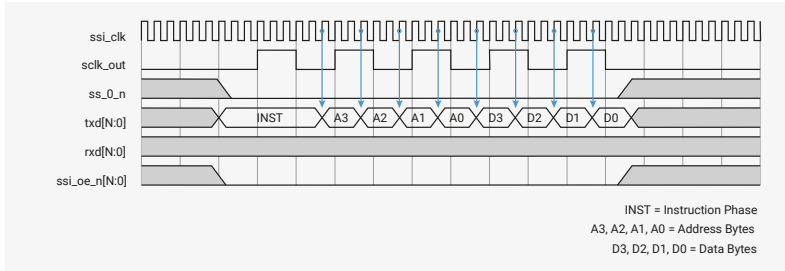 ssi_clk
sclk_out
ss_0_n
txd[N:0] INST A3 A2 A1 A0 D3 D2 D1 D0
rxd[N:0]
ssi_oe_n[N:0]
INST = Instruction Phase
A3, A2, A1, A0 = Address Bytes
D3, D2, D1, D0 = Data Bytes